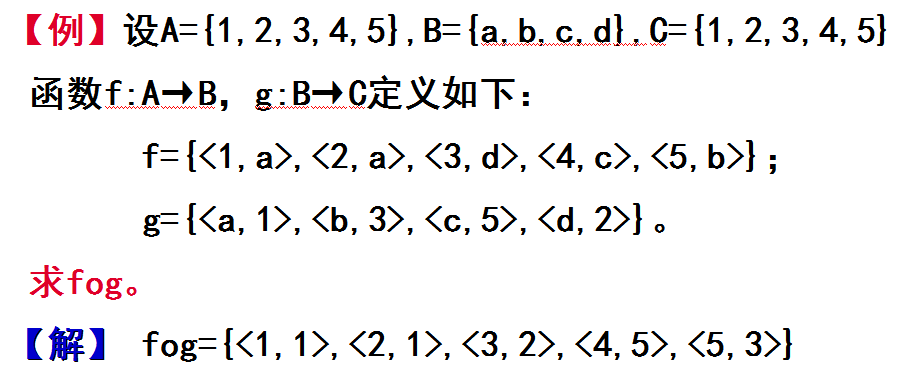 【例】设A={1,2,3,4,5},B={a,b,c,d},C={1,2,3,4,5}
函数f:A→B，g:B→C定义如下：
f={<1,a>,<2,a>,<3,d>,<4,c>,<5,b>}；
g={<a,1>,<b,3>,<c,5>,<d,2>}。
求fog。
【解】 fog={<1,1>,<2,1>,<3,2>,<4,5>,<5,3>}